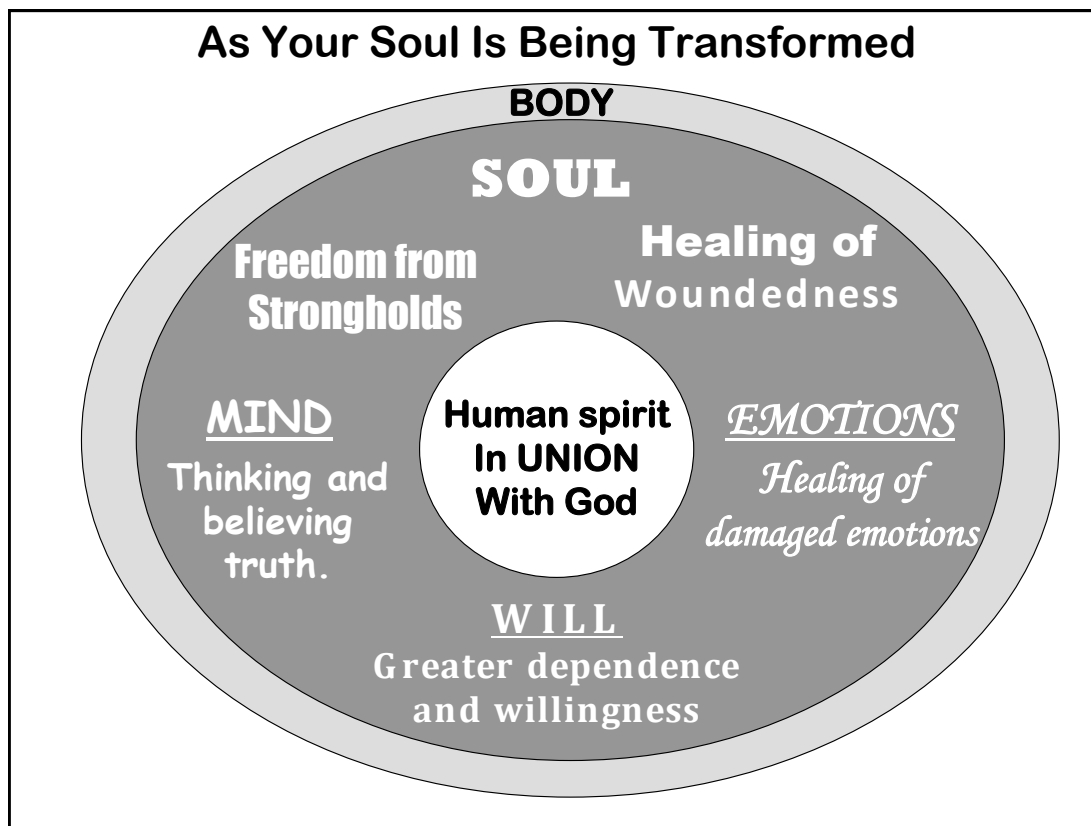 As Your Soul Is Being Transformed
BODY
SOUL
Freedom from
Strongholds
Healing of
Woundedness
MIND
Thinking and
believing
truth.
Human spirit
In UNION
With God
EMOTIONS
Healing of
damaged emotions
WILL
Greater dependence
and willingness